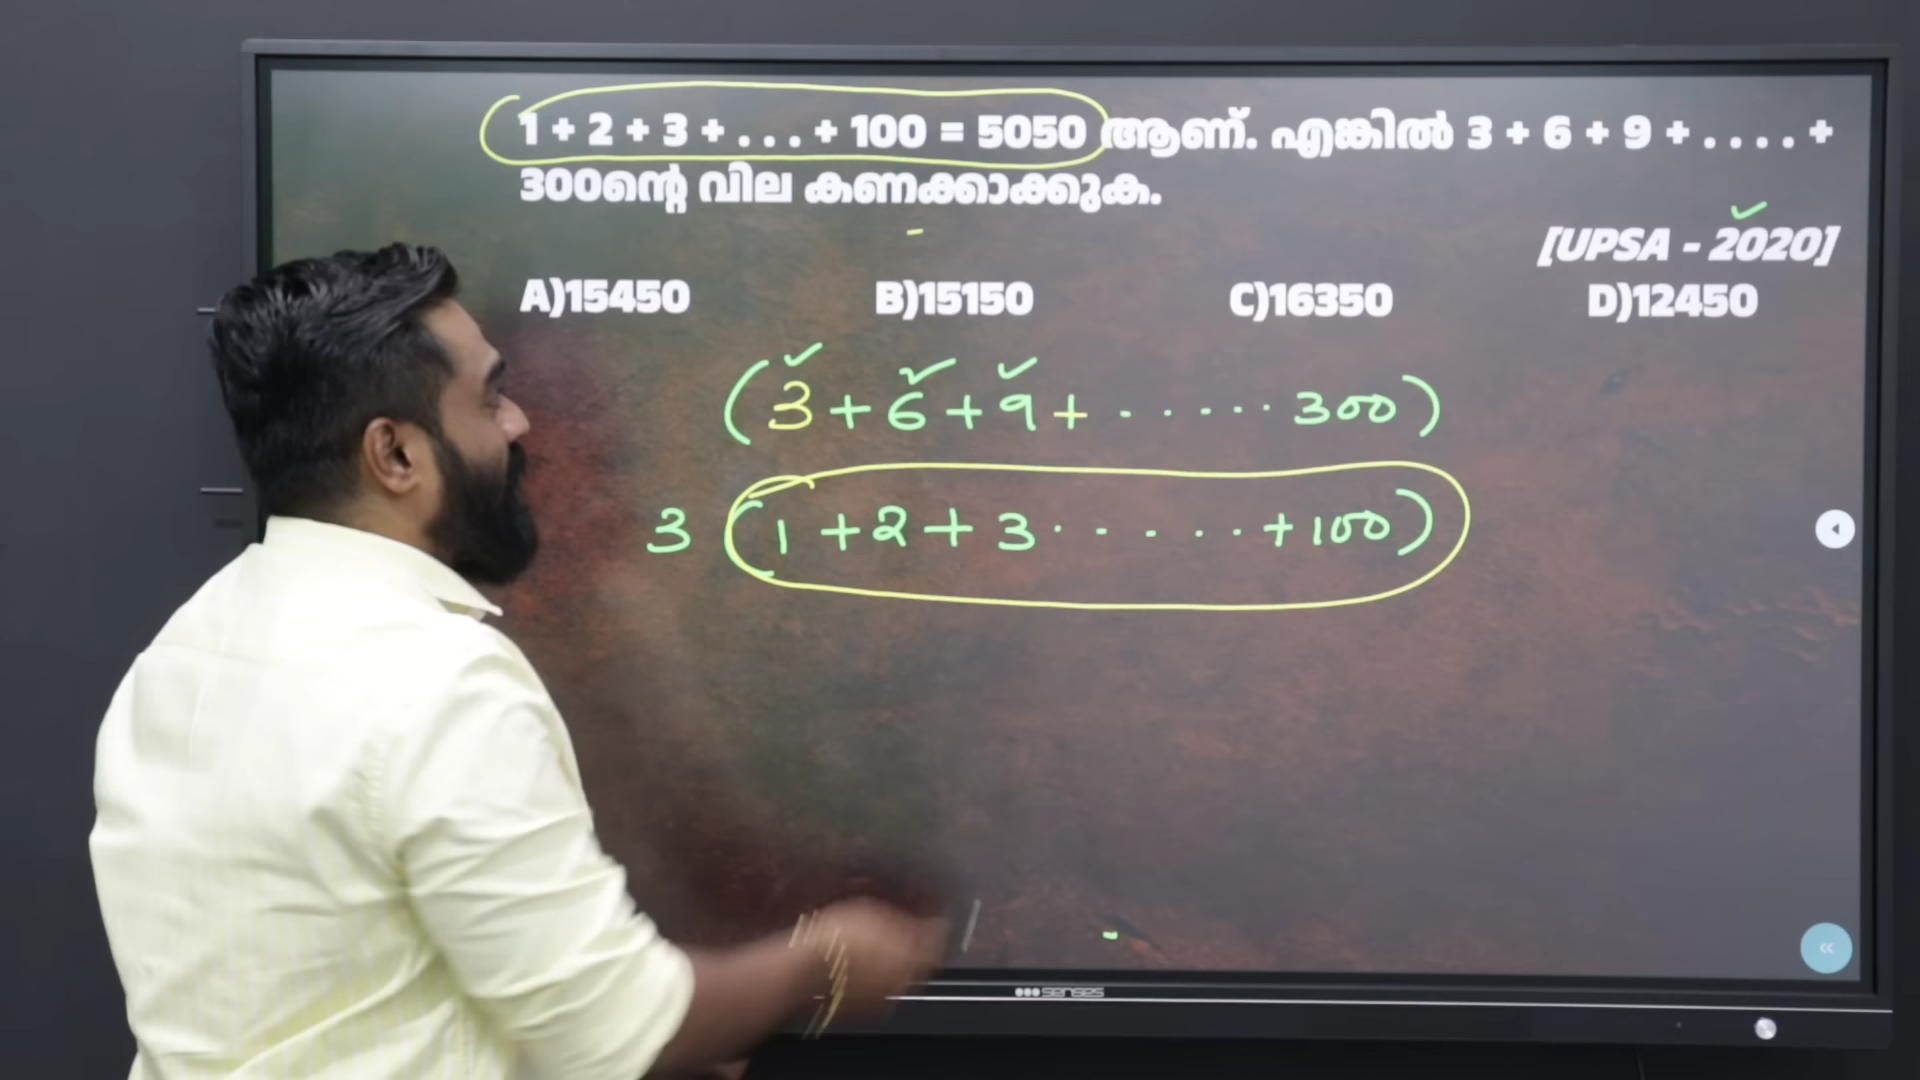 1 + 2 + 3 + . . . + 100 = 5050 ആണ്. എങ്കിൽ 3 + 6 + 9 + . . . . +
300ന്റെ വില കണക്കാക്കുക.
[UPSA - 2020]
A)15450 B)15150 C)16350 D)12450
(3 + 6 + 9 + . . . . . . 300)
3 (1 + 2 + 3 . . . . . . + 100)
senses